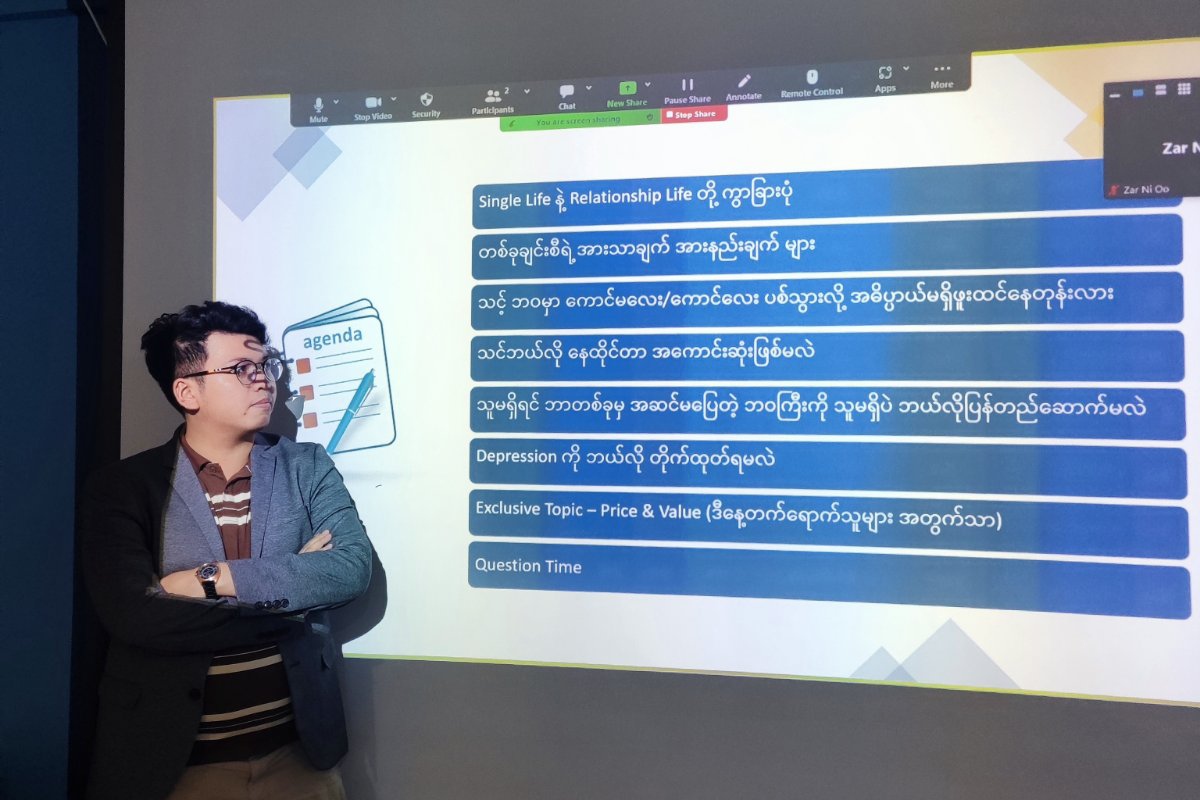 Mute
Stop Video
Security
Participants
2
Chat
New Share
Pause Share
Annotate
Remote Control
Apps
More
You are screen sharing
Stop Share
Zar N
Zar Ni Oo
agenda
Single Life နဲ့ Relationship Life တို့ ကွာခြားပုံ
တစ်ခုချင်းစီရဲ့ အားသာချက် အားနည်းချက် များ
သင့် ဘဝမှာ ကောင်မလေး/ကောင်လေး ပစ်သွားလို့ အဓိပ္ပာယ်မရှိဖူးထင်နေတုန်းလား
သင်ဘယ်လို နေထိုင်တာ အကောင်းဆုံးဖြစ်မလဲ
သူမရှိရင် ဘာတစ်ခုမှ အဆင်မပြေတဲ့ ဘဝကြီးကို သူမရှိပဲ ဘယ်လိုပြန်တည်ဆောက်မလဲ
Depression ကို ဘယ်လို တိုက်ထုတ်ရမလဲ
Exclusive Topic – Price & Value (ဒီနေ့တက်ရောက်သူများ အတွက်သာ)
Question Time